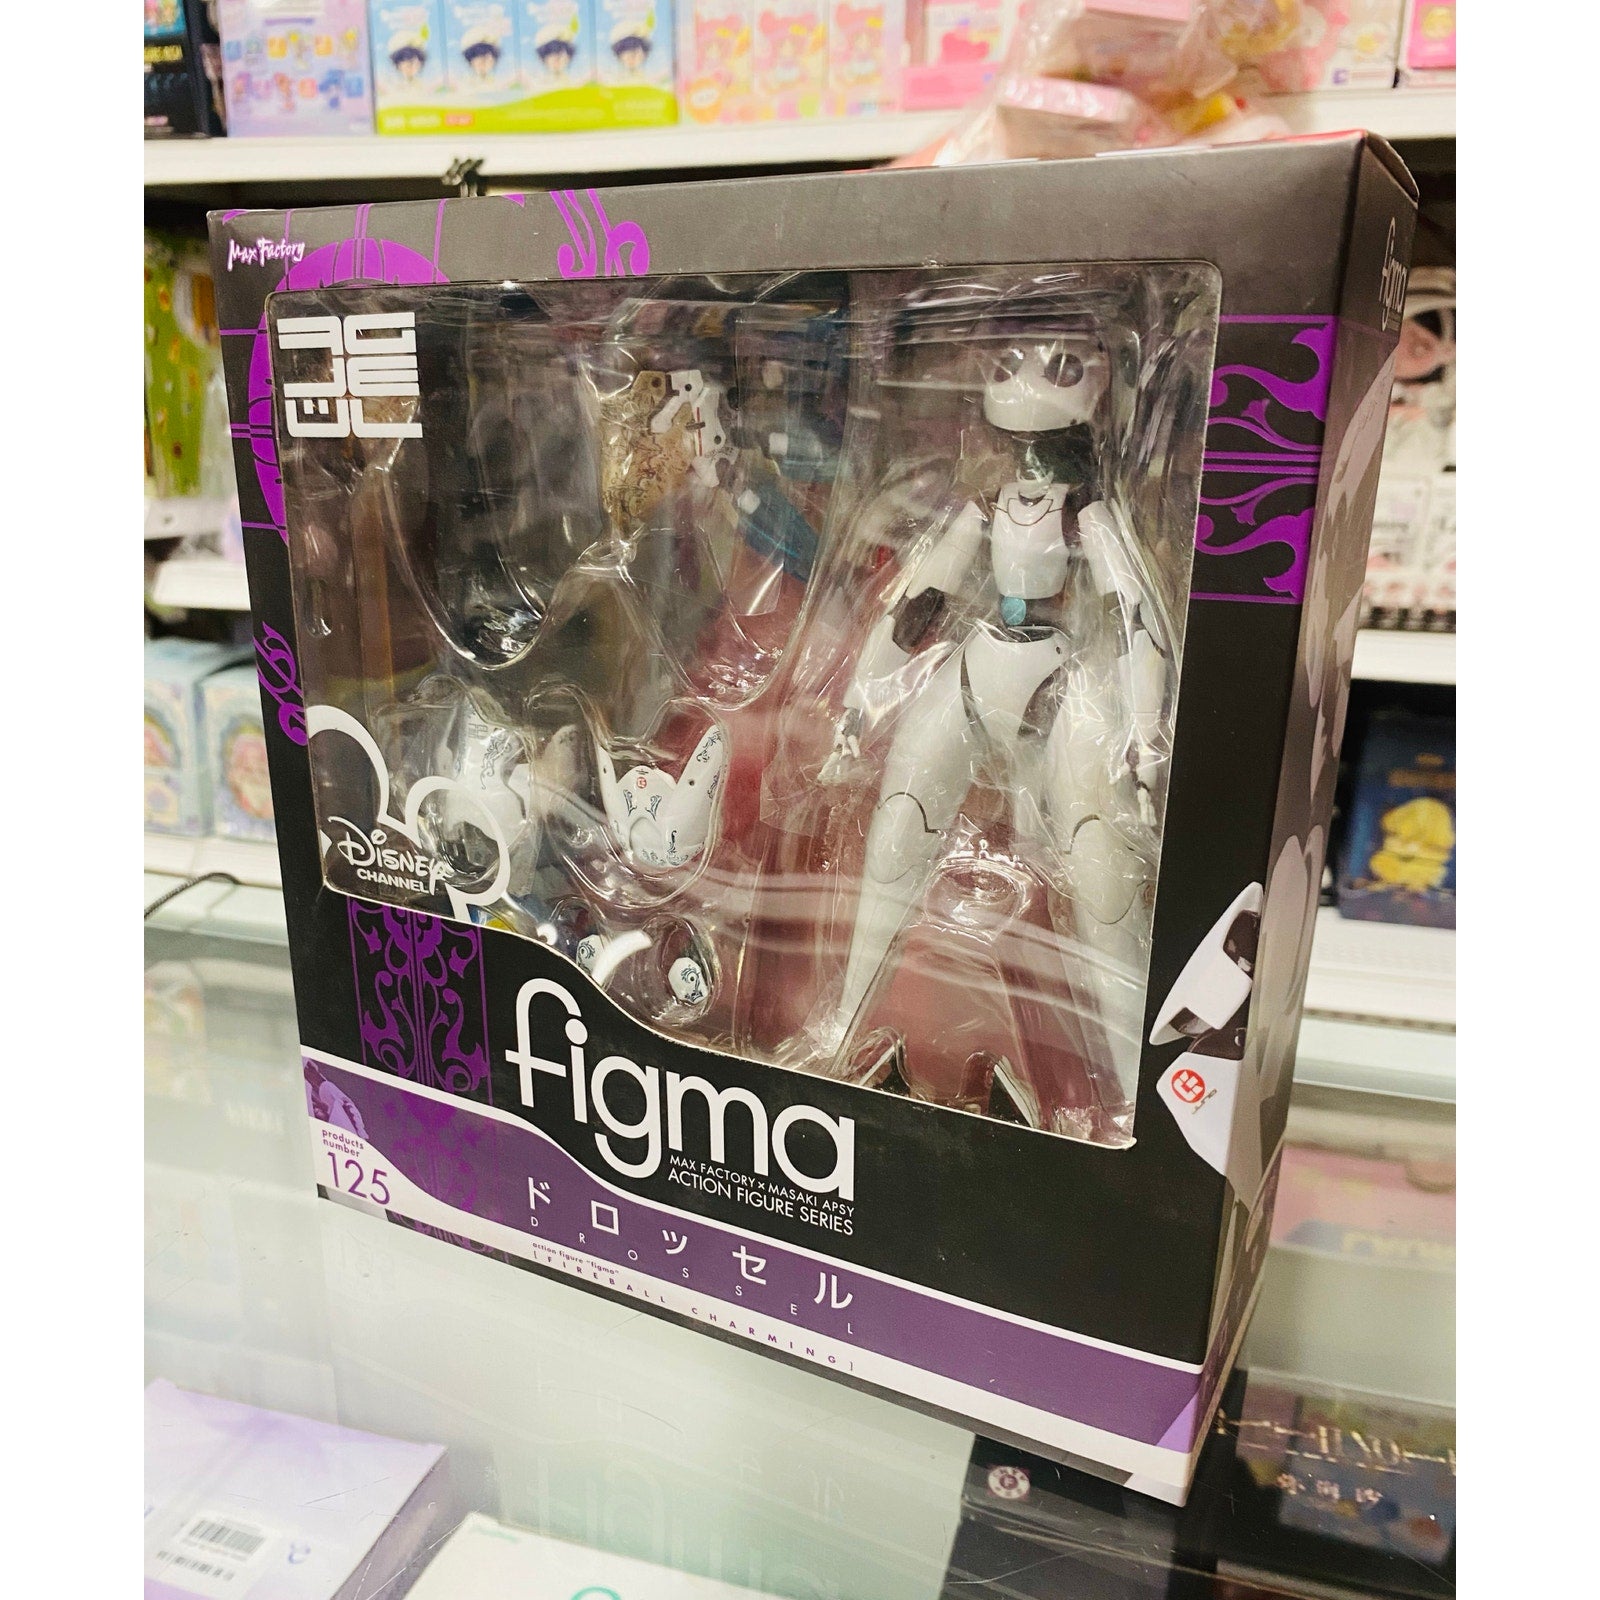 Max Factory
figma
DISNEY
CHANNEL
figma
MAX FACTORY × MASAKI APSY
ACTION FIGURE SERIES
products
number
125
ドロッセル
DROSSEL
action figure "figma"
[FIREBALL CHARMING]